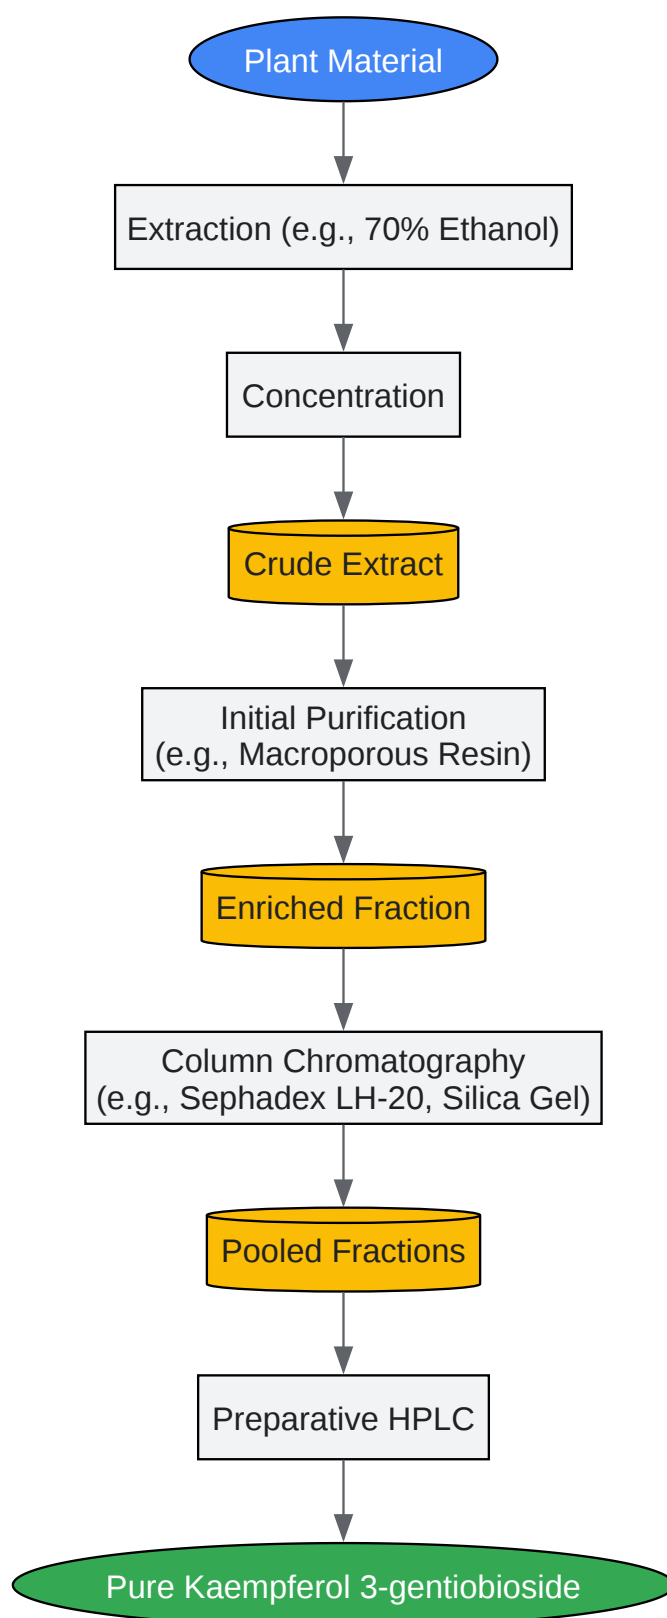 Plant Material
Extraction (e.g., 70% Ethanol)
Concentration
Crude Extract
Initial Purification
(e.g., Macroporous Resin)
Enriched Fraction
Column Chromatography
(e.g., Sephadex LH-20, Silica Gel)
Pooled Fractions
Preparative HPLC
Pure Kaempferol 3-gentiobioside